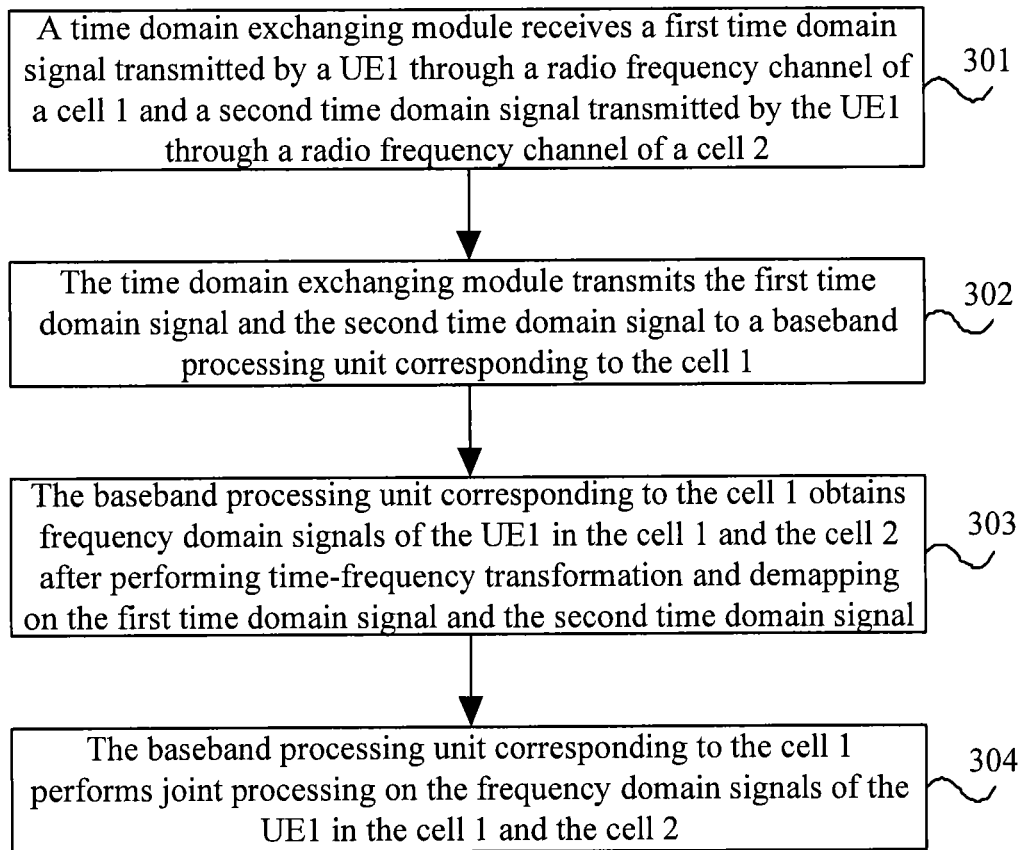 A time domain exchanging module receives a first time domain
signal transmitted by a UE1 through a radio frequency channel of
a cell 1 and a second time domain signal transmitted by the UE1
through a radio frequency channel of a cell 2
301
The time domain exchanging module transmits the first time
domain signal and the second time domain signal to a baseband
processing unit corresponding to the cell 1
302
The baseband processing unit corresponding to the cell 1 obtains
frequency domain signals of the UE1 in the cell 1 and the cell 2
after performing time-frequency transformation and demapping
on the first time domain signal and the second time domain signal
303
The baseband processing unit corresponding to the cell 1
performs joint processing on the frequency domain signals of the
UE1 in the cell 1 and the cell 2
304